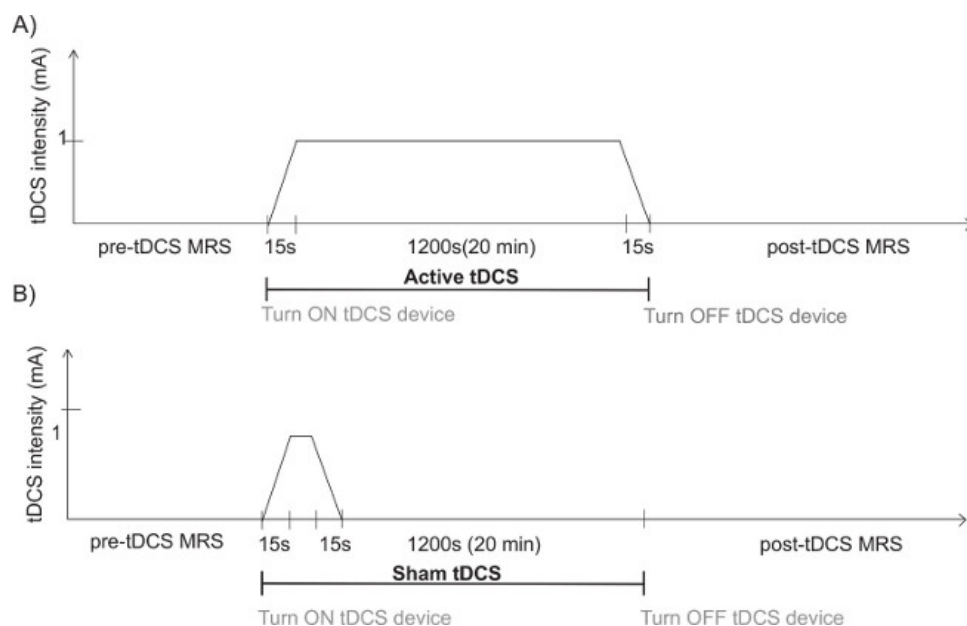 A)
tDCS intensity (mA)
1
pre-tDCS MRS 15s 1200s(20 min) 15s post-tDCS MRS
Active tDCS
Turn ON tDCS device Turn OFF tDCS device
B)
tDCS intensity (mA)
1
pre-tDCS MRS 15s 15s 1200s (20 min) post-tDCS MRS
Sham tDCS
Turn ON tDCS device Turn OFF tDCS device